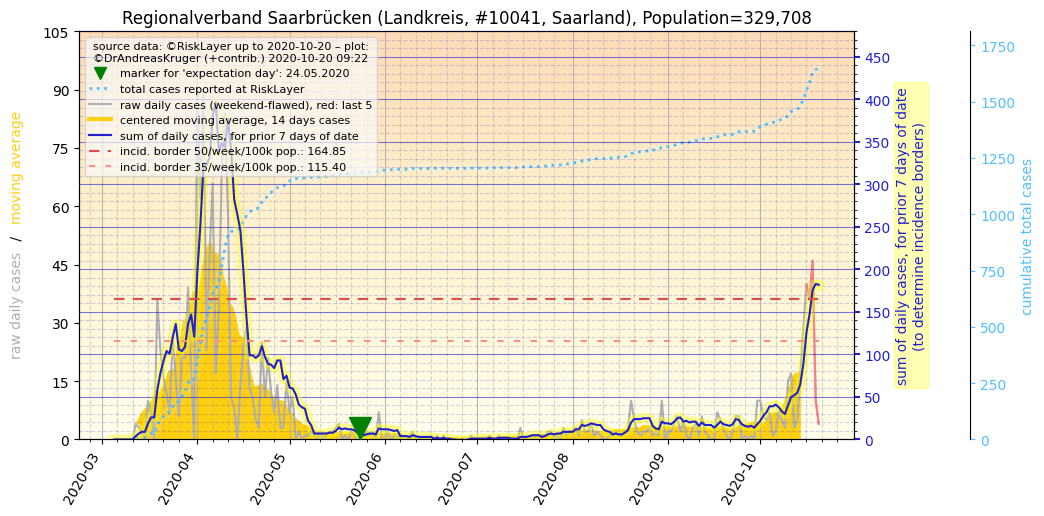 Regionalverband Saarbrücken (Landkreis, #10041, Saarland), Population=329,708
source data: ©RiskLayer up to 2020-10-20 – plot:
©DrAndreasKruger (+contrib.) 2020-10-20 09:22
marker for 'expectation day': 24.05.2020
total cases reported at RiskLayer
raw daily cases (weekend-flawed), red: last 5
centered moving average, 14 days cases
sum of daily cases, for prior 7 days of date
incid. border 50/week/100k pop.: 164.85
incid. border 35/week/100k pop.: 115.40
raw daily cases / moving average
105
90
75
60
45
30
15
0
2020-03
2020-04
2020-05
2020-06
2020-07
2020-08
2020-09
2020-10
450
400
350
300
250
200
150
100
50
0
sum of daily cases, for prior 7 days of date
(to determine incidence borders)
1750
1500
1250
1000
750
500
250
0
cumulative total cases